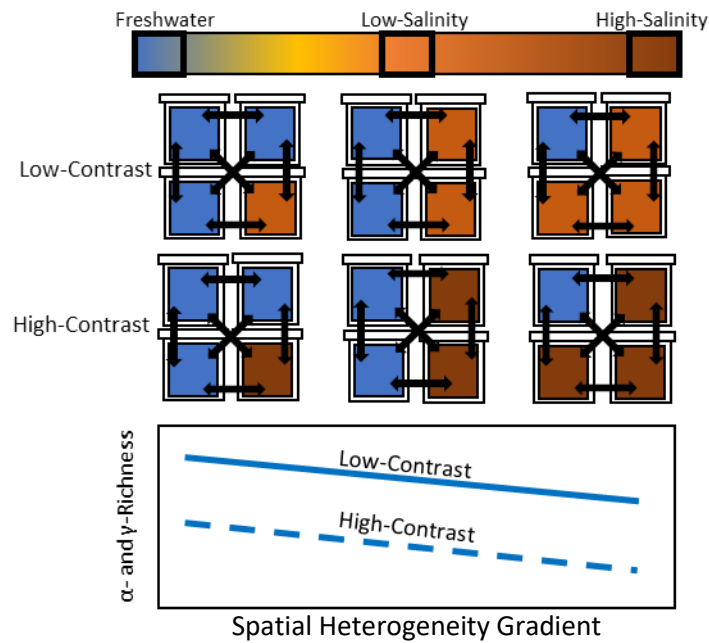 Freshwater Low-Salinity High-Salinity
Low-Contrast
High-Contrast
α- and γ-Richness
Low-Contrast
High-Contrast
Spatial Heterogeneity Gradient